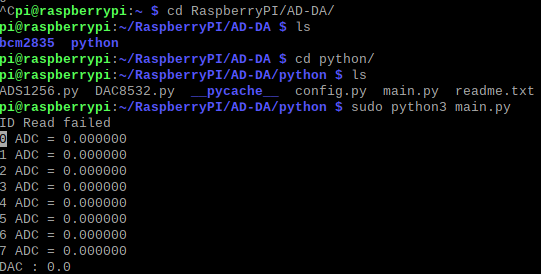 ^Cpi@raspberrypi:~ $ cd RaspberryPI/AD-DA/
pi@raspberrypi:~/RaspberryPI/AD-DA $ ls
bcm2835  python
pi@raspberrypi:~/RaspberryPI/AD-DA $ cd python/
pi@raspberrypi:~/RaspberryPI/AD-DA/python $ ls
ADS1256.py  DAC8532.py  __pycache__  config.py  main.py  readme.txt
pi@raspberrypi:~/RaspberryPI/AD-DA/python $ sudo python3 main.py
ID Read failed
0 ADC = 0.000000
1 ADC = 0.000000
2 ADC = 0.000000
3 ADC = 0.000000
4 ADC = 0.000000
5 ADC = 0.000000
6 ADC = 0.000000
7 ADC = 0.000000
DAC : 0.0